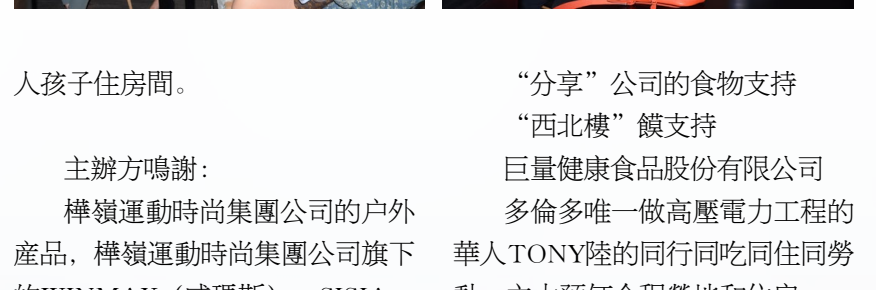 人孩子住房間。
主辦方鳴謝：
樺嶺運動時尚集團公司的户外
産品，樺嶺運動時尚集團公司旗下
“分享”公司的食物支持
“西北樓”饃支持
巨量健康食品股份有限公司
多倫多唯一做高壓電力工程的
華人TONY陸的同行同吃同住同勞